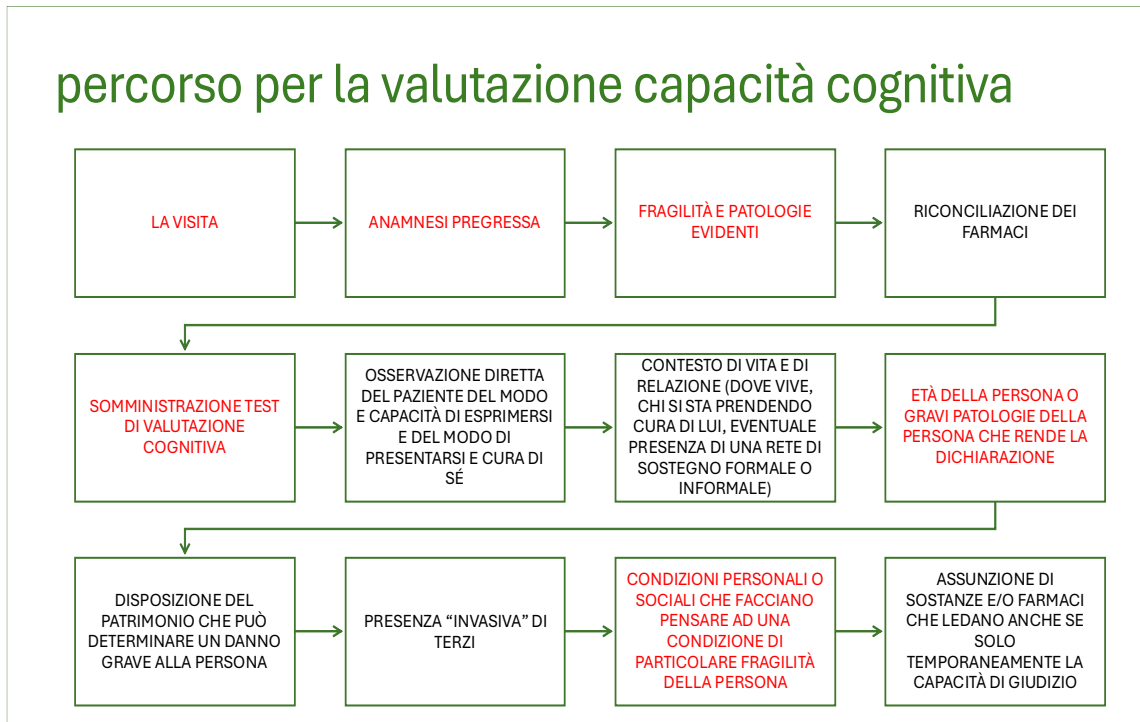 percorso per la valutazione capacità cognitiva
LA VISITA
ANAMNESI PREGRESSA
FRAGILITÀ E PATOLOGIE
EVIDENTI
RICONCILIAZIONE DEI
FARMACI
SOMMINISTRAZIONE TEST
DI VALUTAZIONE
COGNITIVA
OSSERVAZIONE DIRETTA
DEL PAZIENTE DEL MODO
E CAPACITÀ DI ESPRIMERSI
E DEL MODO DI
PRESENTARSI E CURA DI
SÉ
CONTESTO DI VITA E DI
RELAZIONE (DOVE VIVE,
CHI SI STA PRENDENDO
CURA DI LUI, EVENTUALE
PRESENZA DI UNA RETE DI
SOSTEGNO FORMALE O
INFORMALE)
ETÀ DELLA PERSONA O
GRAVI PATOLOGIE DELLA
PERSONA CHE RENDE LA
DICHIARAZIONE
DISPOSIZIONE DEL
PATRIMONIO CHE PUÒ
DETERMINARE UN DANNO
GRAVE ALLA PERSONA
PRESENZA “INVASIVA” DI
TERZI
CONDIZIONI PERSONALI O
SOCIALI CHE FACCIANO
PENSARE AD UNA
CONDIZIONE DI
PARTICOLARE FRAGILITÀ
DELLA PERSONA
ASSUNZIONE DI
SOSTANZE E/O FARMACI
CHE LEDANO ANCHE SE
SOLO
TEMPORANEAMENTE LA
CAPACITÀ DI GIUDIZIO